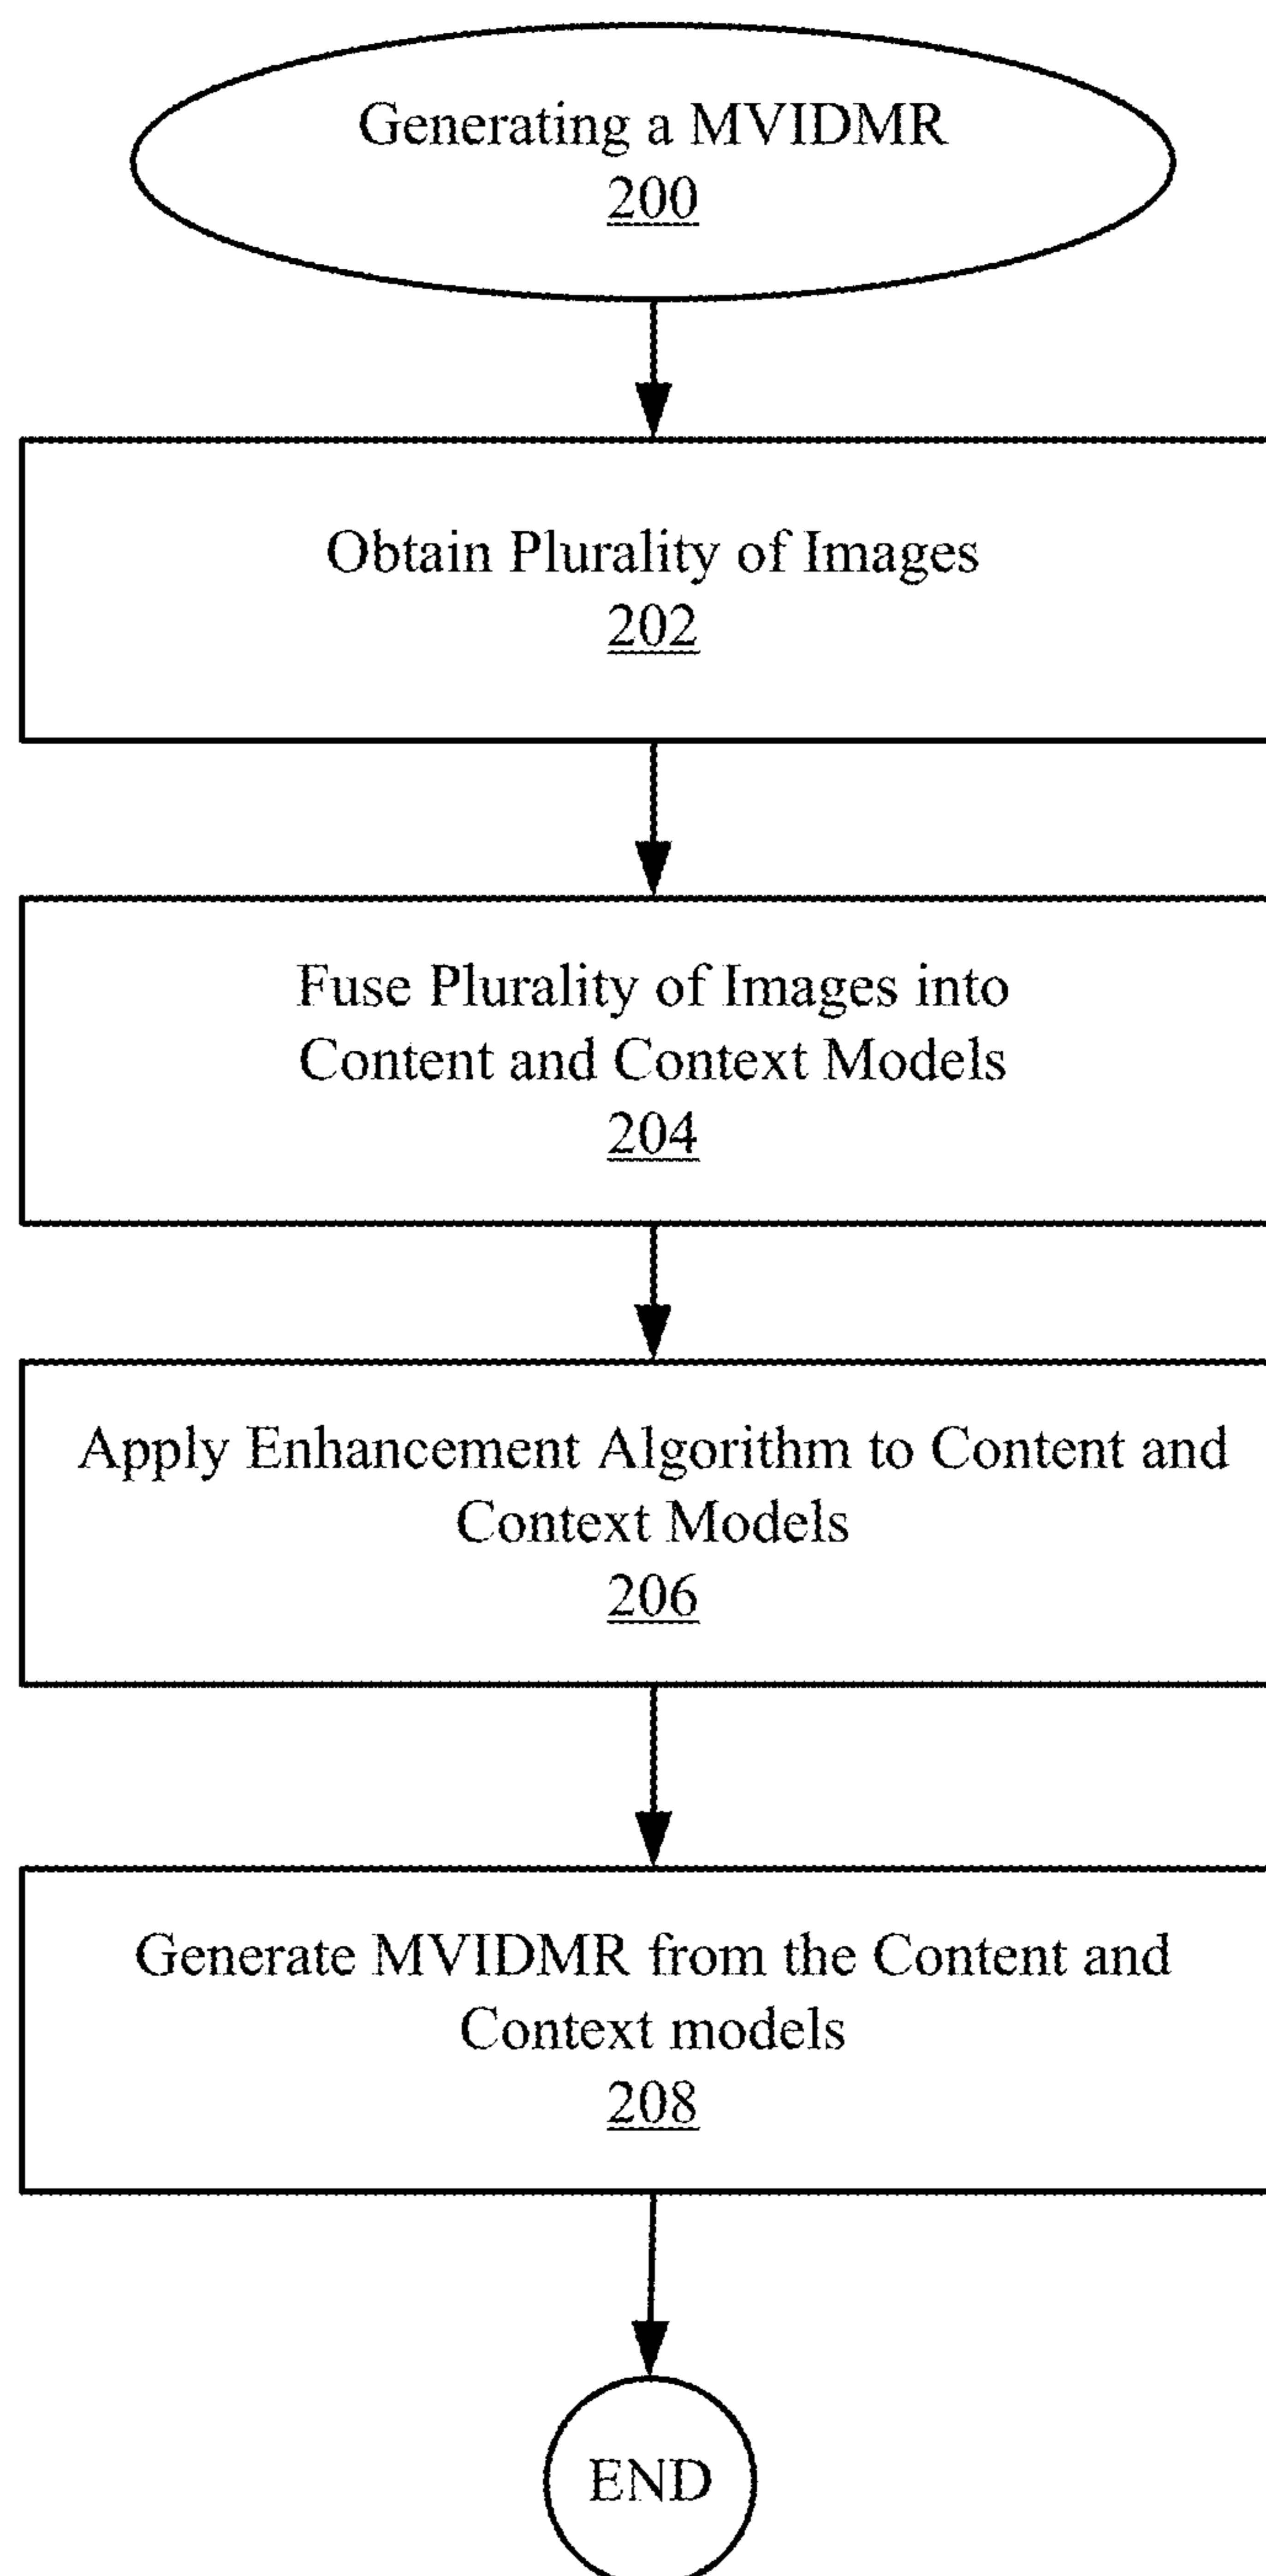 Generating a MVIDMR
200
Obtain Plurality of Images
202
Fuse Plurality of Images into
Content and Context Models
204
Apply Enhancement Algorithm to Content and
Context Models
206
Generate MVIDMR from the Content and
Context models
208
END